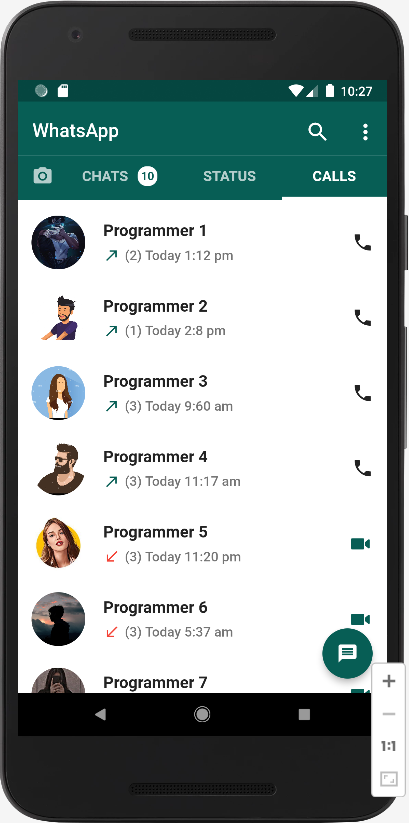 10:27
WhatsApp
CHATS 10 STATUS CALLS
Programmer 1
(2) Today 1:12 pm
Programmer 2
(1) Today 2:8 pm
Programmer 3
(3) Today 9:60 am
Programmer 4
(3) Today 11:17 am
Programmer 5
(3) Today 11:20 pm
Programmer 6
(3) Today 5:37 am
Programmer 7
1:1